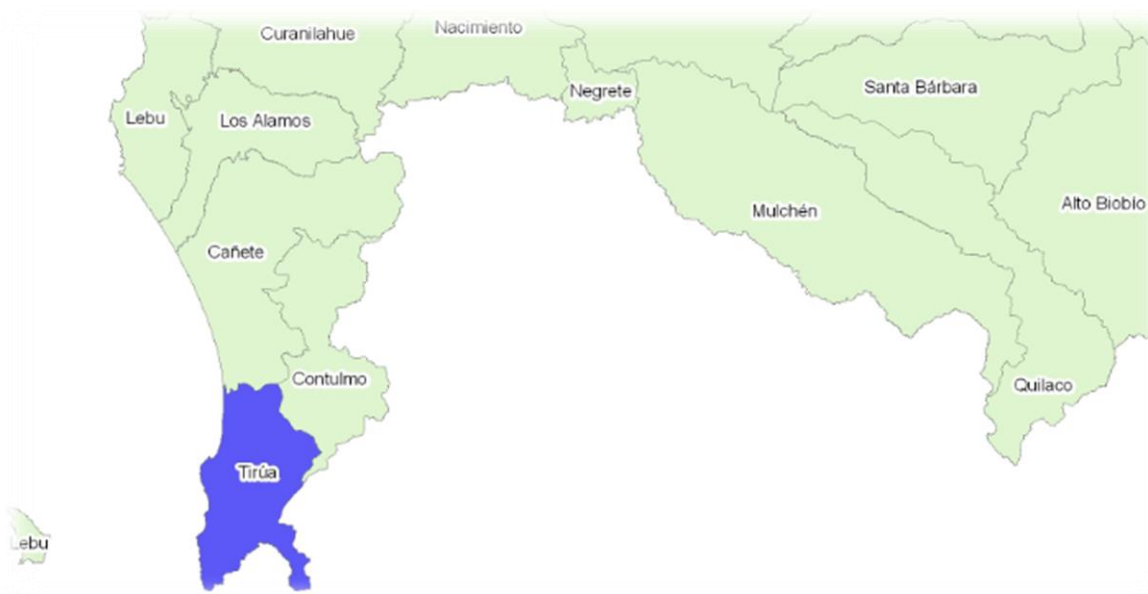 Curanilahue
Nacimiento
Negrete
Santa Bárbara
Lebu
Los Alamos
Mulchén
Alto Biobío
Cañete
Contulmo
Quilaco
Tirúa
Lebu